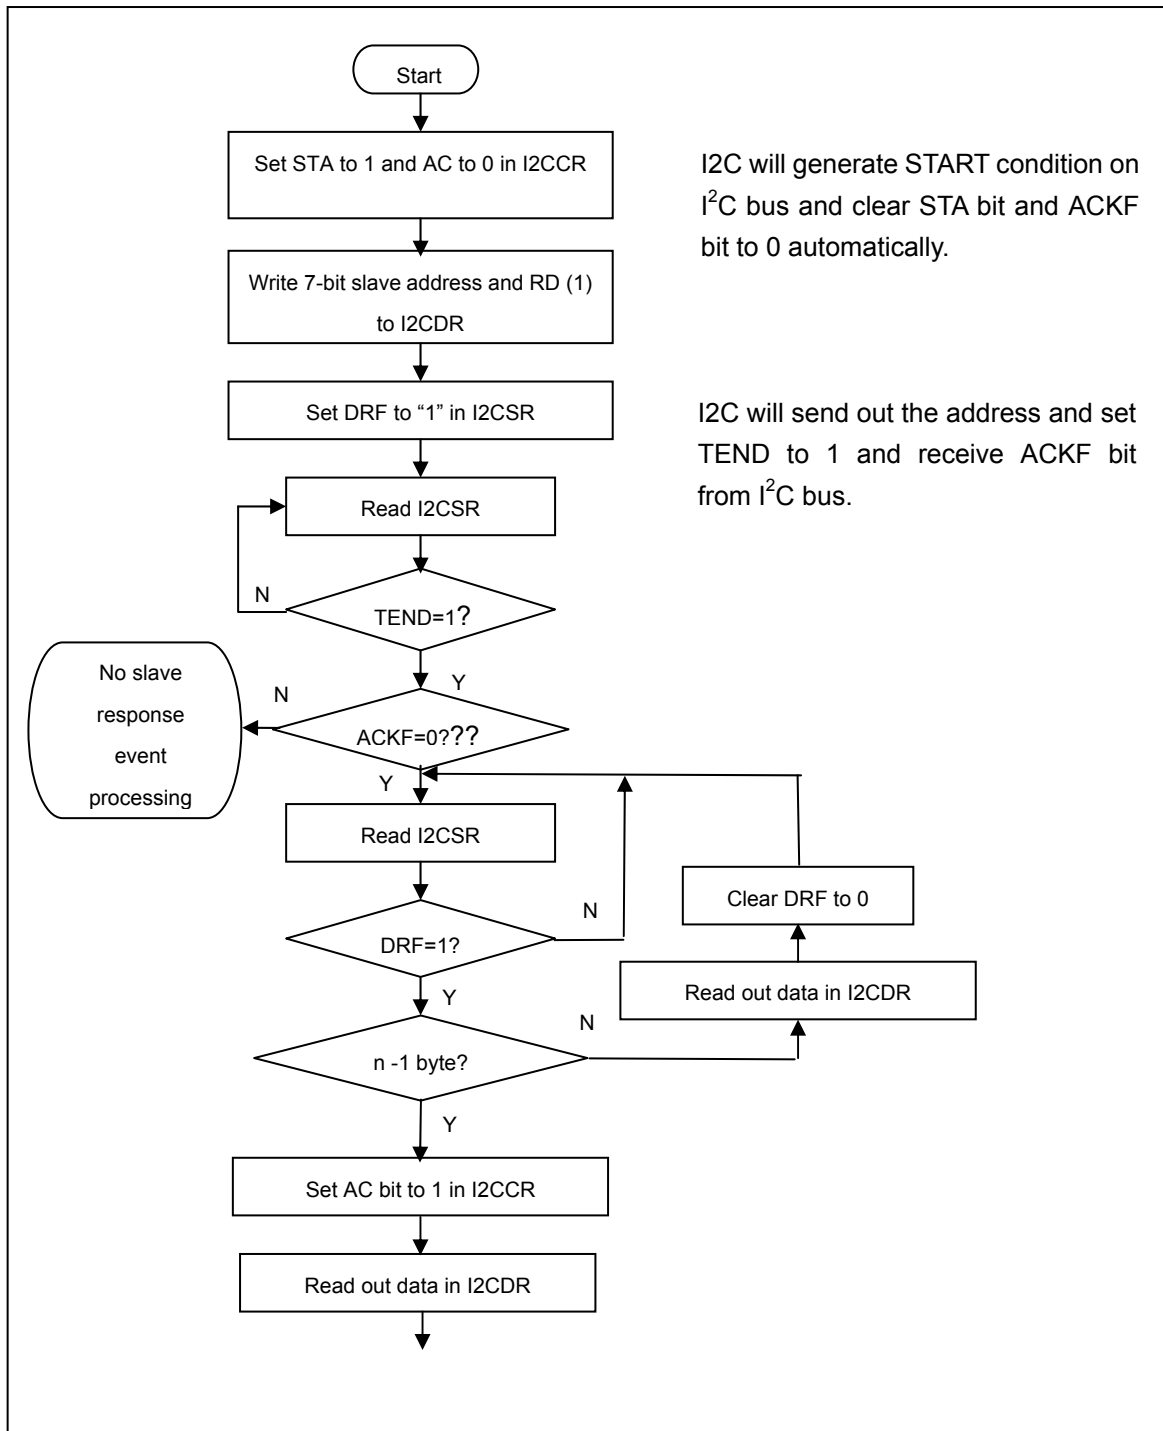 Start
Set STA to 1 and AC to 0 in I2CCR
I2C will generate START condition on
I²C bus and clear STA bit and ACKF
bit to 0 automatically.
Write 7-bit slave address and RD (1)
to I2CDR
Set DRF to “1” in I2CSR
I2C will send out the address and set
TEND to 1 and receive ACKF bit
from I²C bus.
Read I2CSR
N
TEND=1?
Y
No slave
response
event
processing
N
ACKF=0???
Y
Read I2CSR
Clear DRF to 0
N
DRF=1?
Read out data in I2CDR
Y
N
n -1 byte?
Y
Set AC bit to 1 in I2CCR
Read out data in I2CDR